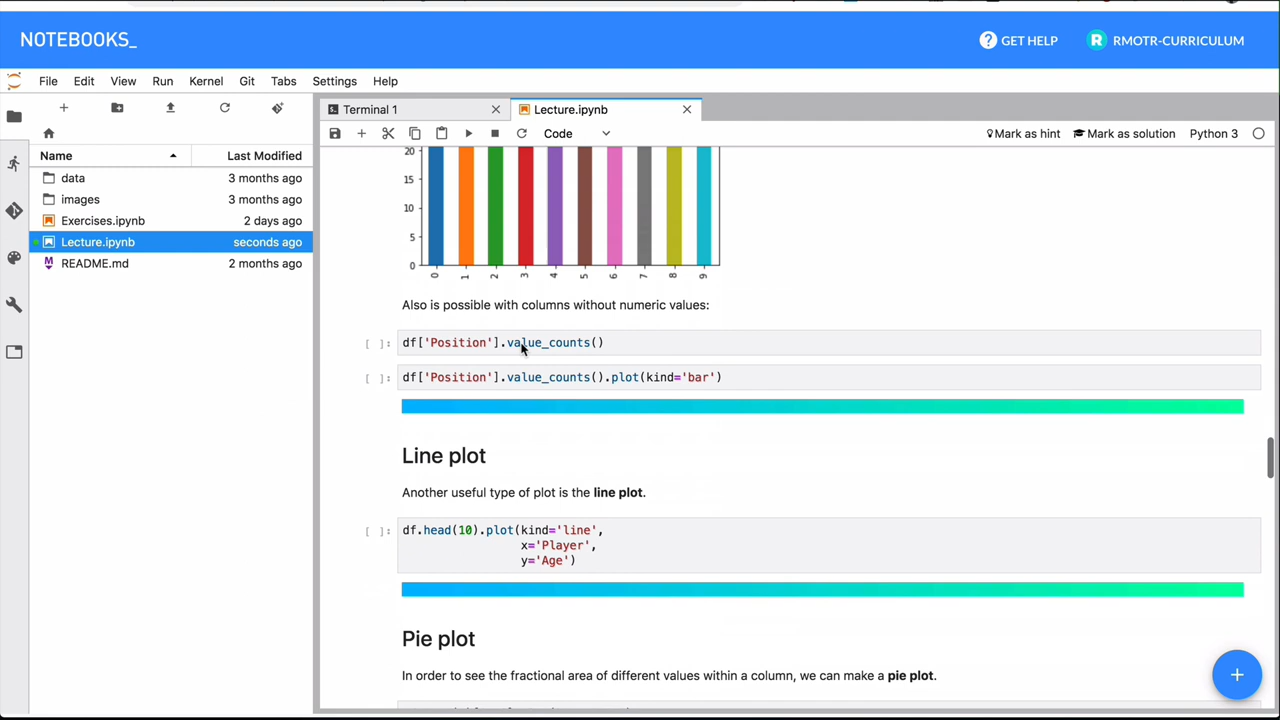 NOTEBOOKS_
GET HELP
R RMOTR-CURRICULUM
File Edit View Run Kernel Git Tabs Settings Help
Terminal 1
Lecture.ipynb
Code
Mark as hint
Mark as solution
Python 3
Name Last Modified
data 3 months ago
images 3 months ago
Exercises.ipynb 2 days ago
Lecture.ipynb seconds ago
README.md 2 months ago
20
15
10
5
0
0 1 2 3 4 5 6 7 8 9
Also is possible with columns without numeric values:
[ ]: df['Position'].value_counts()
[ ]: df['Position'].value_counts().plot(kind='bar')
Line plot
Another useful type of plot is the line plot.
[ ]: df.head(10).plot(kind='line',
x='Player',
y='Age')
Pie plot
In order to see the fractional area of different values within a column, we can make a pie plot.